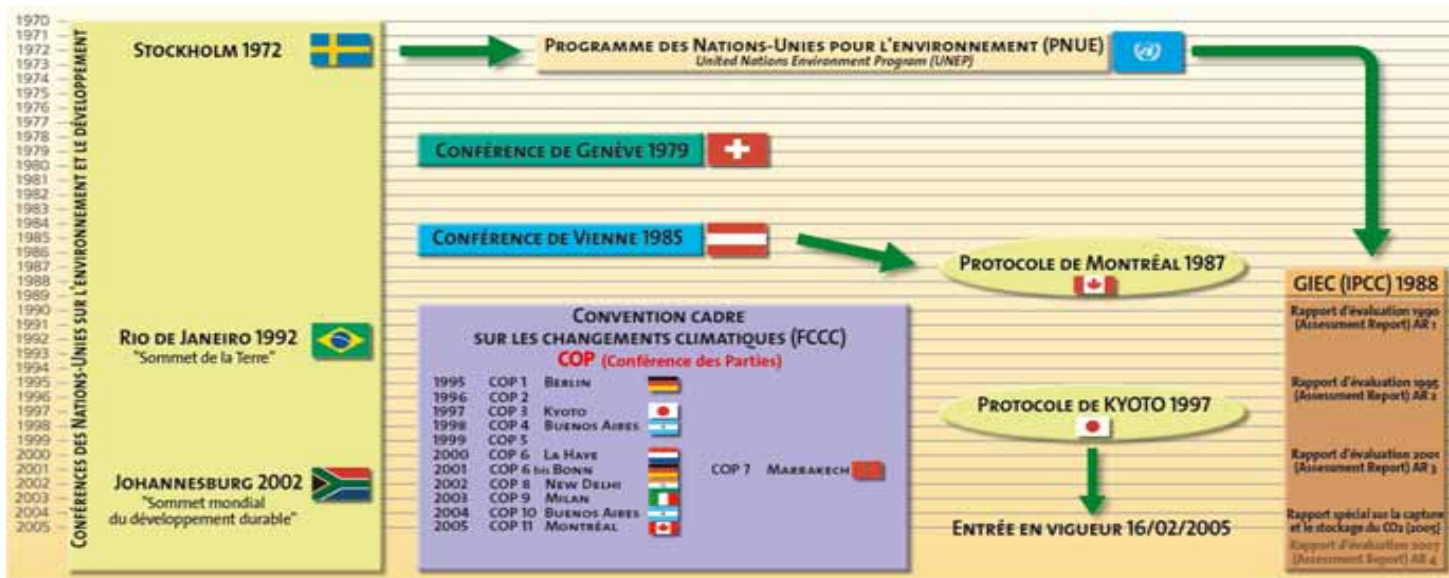 1970
1971
1972
1973
1974
1975
1976
1977
1978
1979
1980
1981
1982
1983
1984
1985
1986
1987
1988
1989
1990
1991
1992
1993
1994
1995
1996
1997
1998
1999
2000
2001
2002
2003
2004
2005
CONFÉRENCES DES NATIONS-UNIES SUR L'ENVIRONNEMENT ET LE DÉVELOPPEMENT
STOCKHOLM 1972
RIO DE JANEIRO 1992
"Sommet de la Terre"
JOHANNESBURG 2002
"Sommet mondial
du développement durable"
PROGRAMME DES NATIONS-UNIES POUR L'ENVIRONNEMENT (PNUE)
United Nations Environment Program (UNEP)
CONFÉRENCE DE GENÈVE 1979
CONFÉRENCE DE VIENNE 1985
PROTOCOLE DE MONTRÉAL 1987
CONVENTION CADRE
SUR LES CHANGEMENTS CLIMATIQUES (FCCC)
COP (Conférence des Parties)
1995 COP 1 BERLIN
1996 COP 2
1997 COP 3 KYOTO
1998 COP 4 BUENOS AIRES
1999 COP 5
2000 COP 6 LA HAYE
2001 COP 6 bis BONN COP 7 MARRAKECH
2002 COP 8 NEW DELHI
2003 COP 9 MILAN
2004 COP 10 BUENOS AIRES
2005 COP 11 MONTRÉAL
PROTOCOLE DE KYOTO 1997
ENTRÉE EN VIGUEUR 16/02/2005
GIEC (IPCC) 1988
Rapport d'évaluation 1990
(Assessment Report) AR 1
Rapport d'évaluation 1995
(Assessment Report) AR 2
Rapport d'évaluation 2001
(Assessment Report) AR 3
Rapport spécial sur la capture
et le stockage du CO2 (2005)
Rapport d'évaluation 2007
(Assessment Report) AR 4